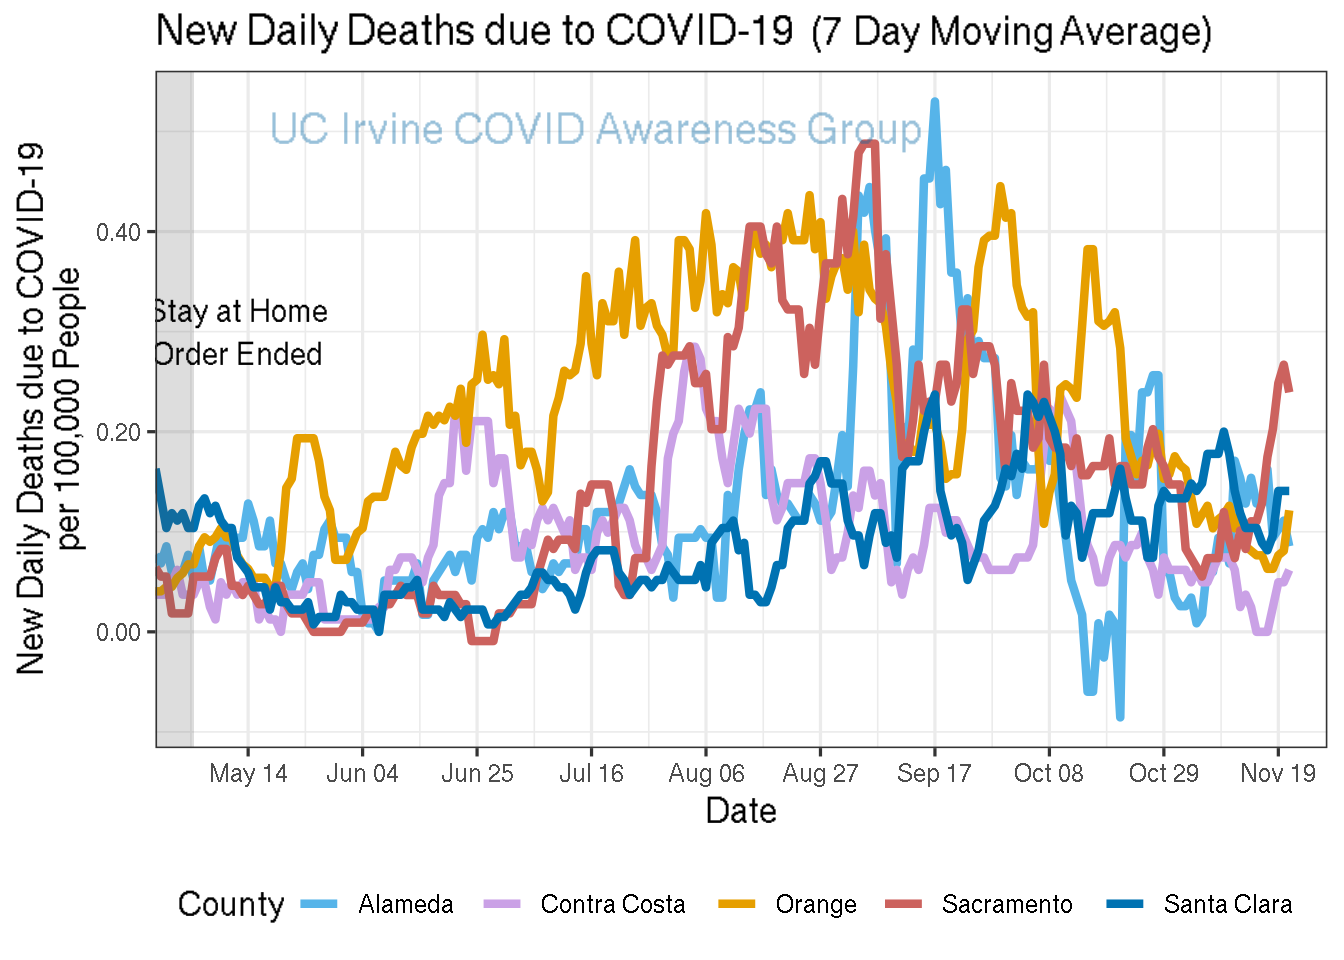 New Daily Deaths due to COVID-19 (7 Day Moving Average)
UC Irvine COVID Awareness Group
New Daily Deaths due to COVID-19
per 100,000 People
0.40
0.20
0.00
Stay at Home
Order Ended
May 14 Jun 04 Jun 25 Jul 16 Aug 06 Aug 27 Sep 17 Oct 08 Oct 29 Nov 19
Date
County Alameda Contra Costa Orange Sacramento Santa Clara